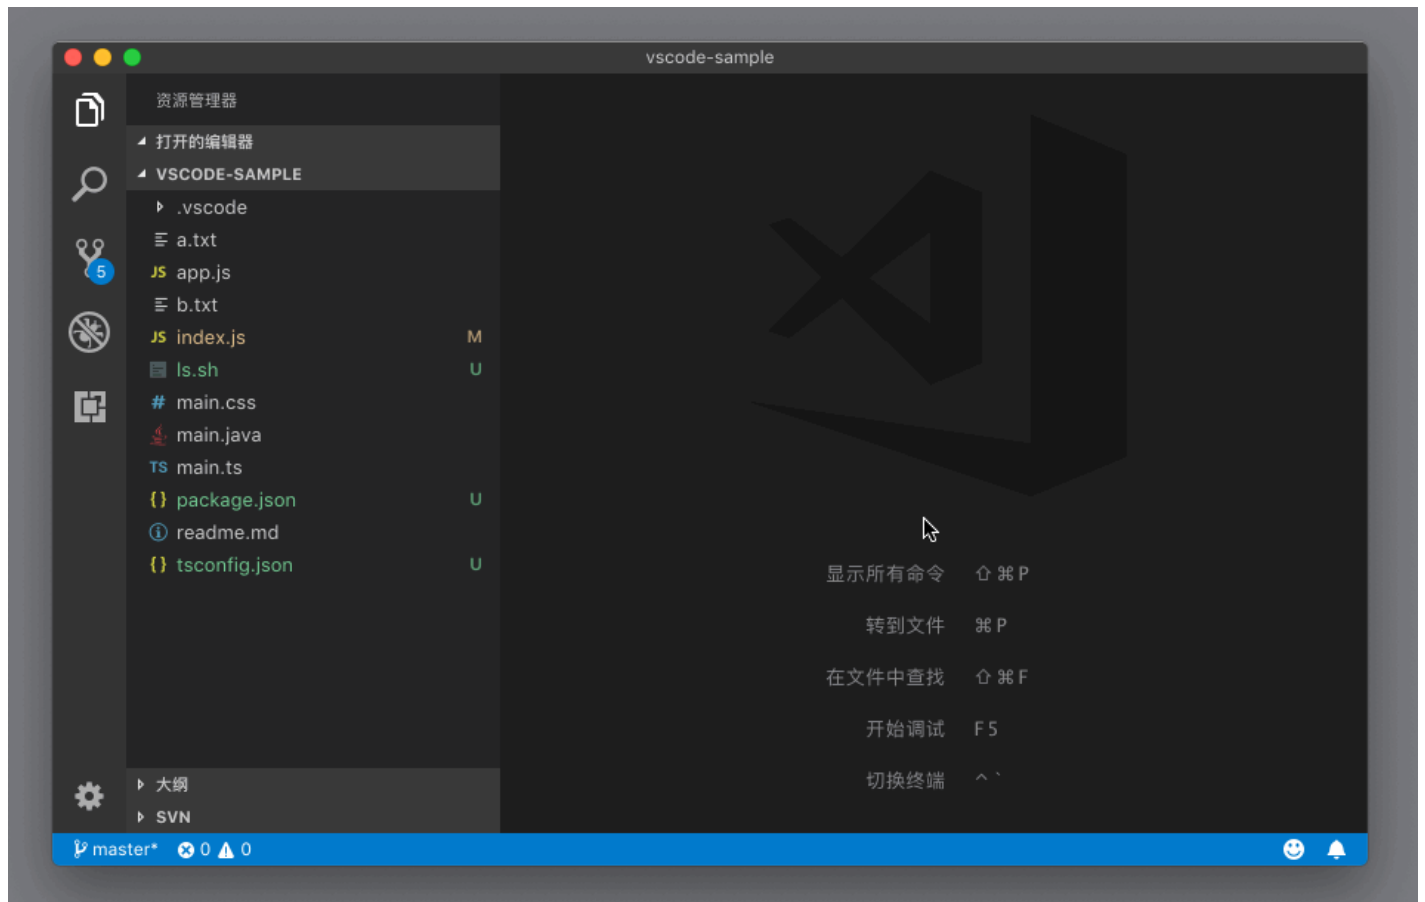 vscode-sample
资源管理器
打开的编辑器
VSCODE-SAMPLE
.vscode
a.txt
JS app.js
b.txt
JS index.js M
ls.sh U
# main.css
main.java
TS main.ts
{} package.json U
readme.md
{} tsconfig.json U
5
大纲
SVN
显示所有命令 ⇧⌘P
转到文件 ⌘P
在文件中查找 ⇧⌘F
开始调试 F5
切换终端 ^`
master* 0 0